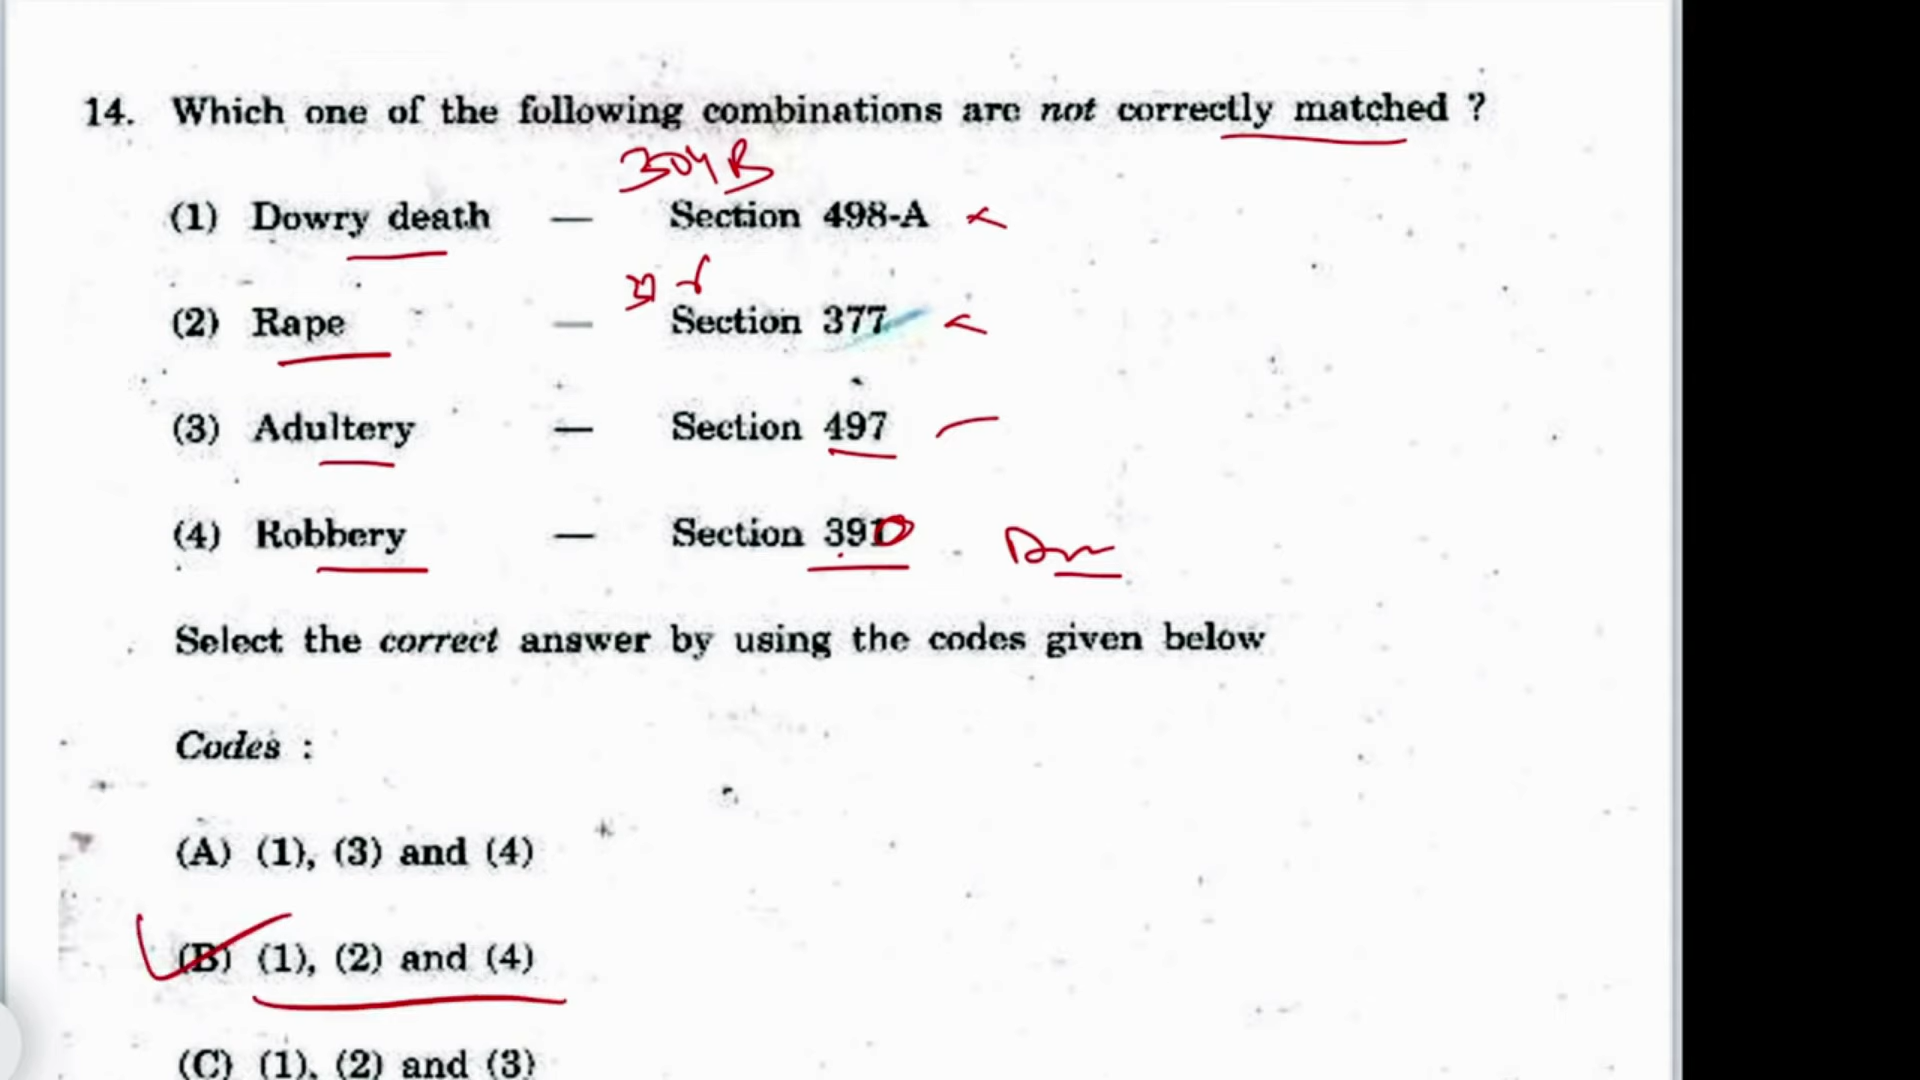 14. Which one of the following combinations are not correctly matched ?
304 B
(1) Dowry death — Section 498-A
(2) Rape — Section 377
(3) Adultery — Section 497
(4) Robbery — Section 390
Select the correct answer by using the codes given below
Codes :
(A) (1), (3) and (4)
(B) (1), (2) and (4)
(C) (1), (2) and (3)